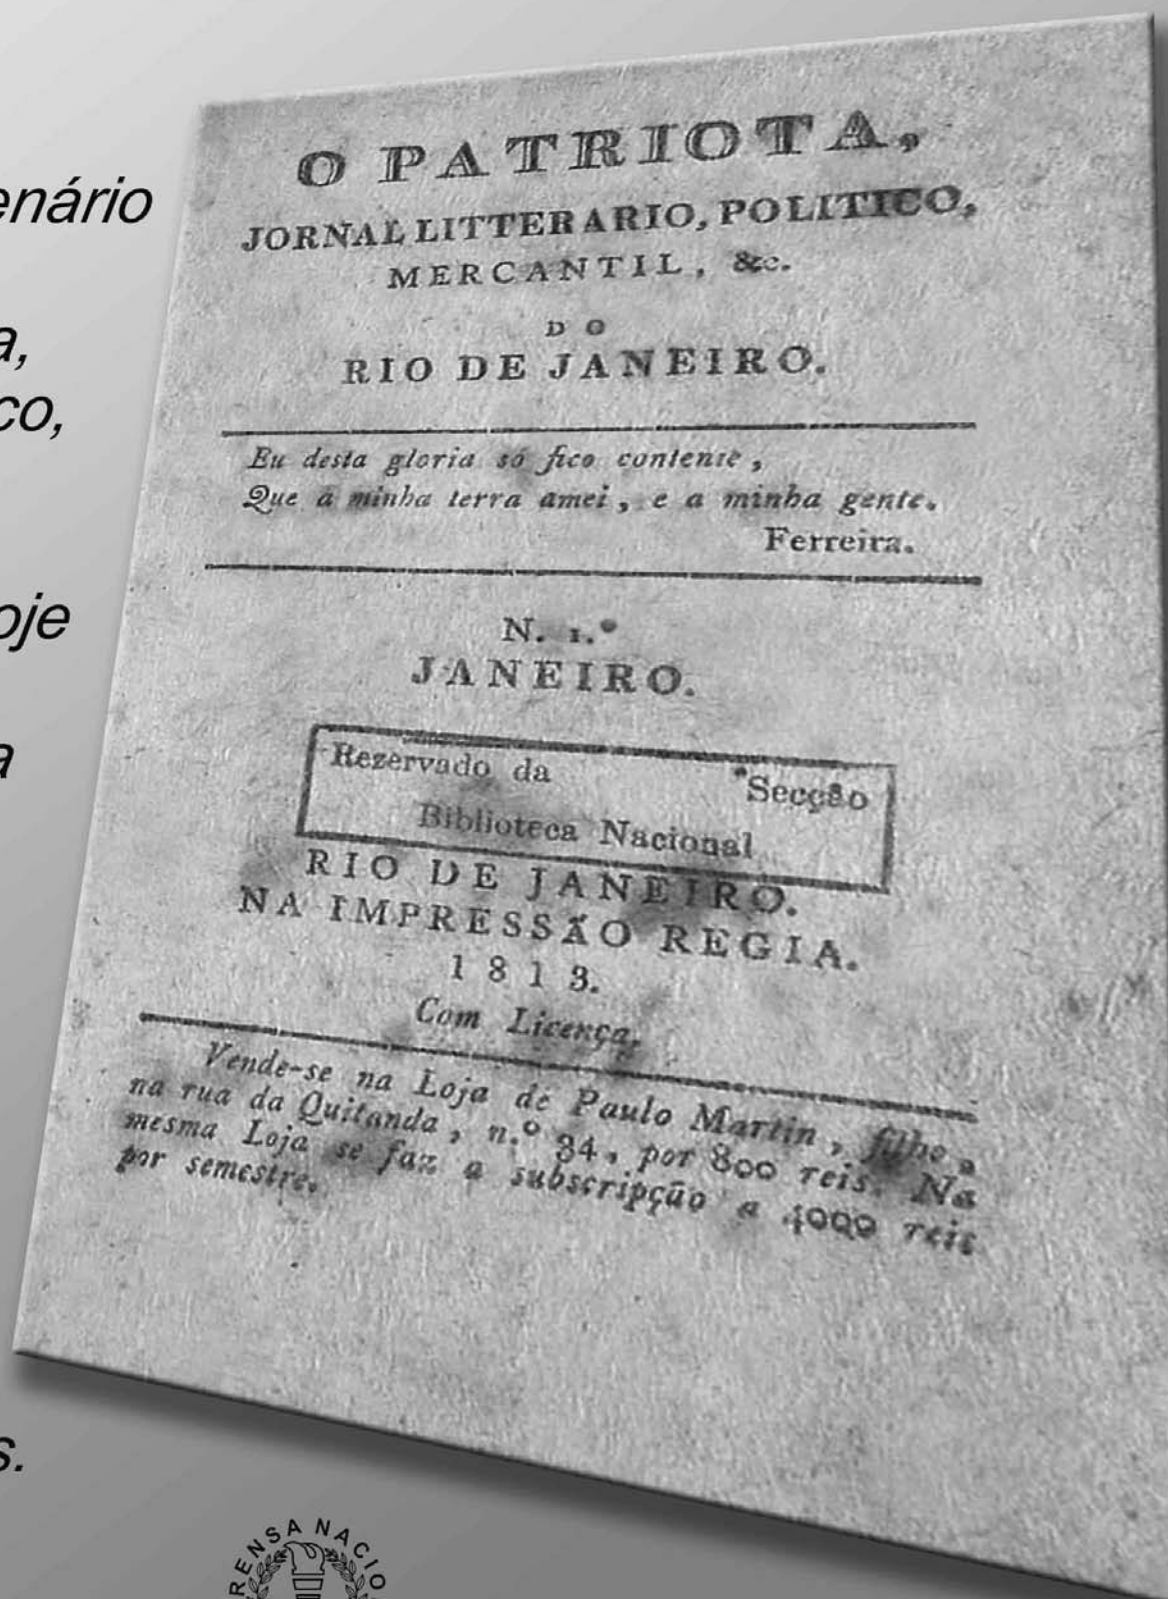 enário
a,
co,
oje
a
s.
O PATRIOTA,
JORNAL LITTERARIO, POLITICO,
MERCANTIL, &c.
DO
RIO DE JANEIRO.
Eu desta gloria só fico contente,
Que a minha terra amei, e a minha gente.
Ferreira.
N. 1.º
JANEIRO.
Rezervado da Secção
Biblioteca Nacional
RIO DE JANEIRO.
NA IMPRESSÃO REGIA.
1813.
Com Licença.
Vende-se na Loja de Paulo Martin, filho,
na rua da Quitanda, n.º 34, por 800 reis. Na
mesma Loja se faz a subscripção a 4000 reis
por semestre.
RENSA NACIO